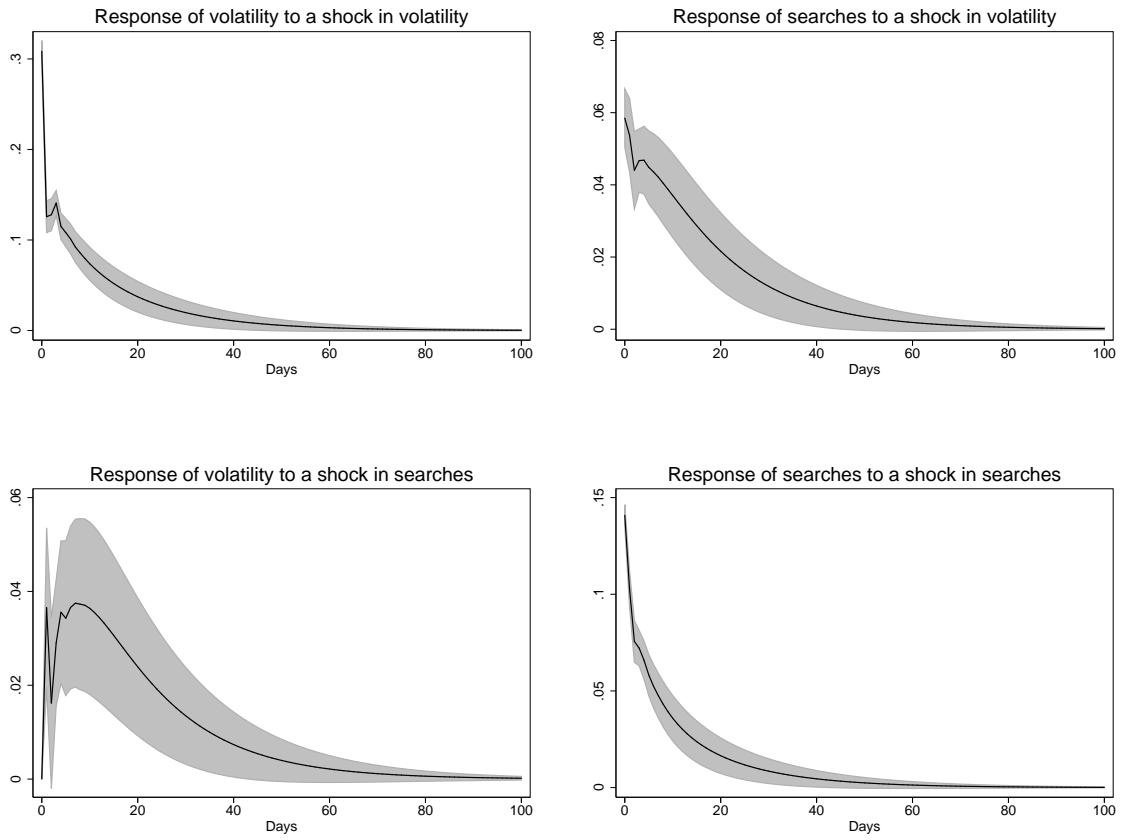 Response of volatility to a shock in volatility
.3
.2
.1
0
0 20 40 60 80 100
Days
Response of searches to a shock in volatility
.08
.06
.04
.02
0
0 20 40 60 80 100
Days
Response of volatility to a shock in searches
.06
.04
.02
0
0 20 40 60 80 100
Days
Response of searches to a shock in searches
.15
.1
.05
0
0 20 40 60 80 100
Days